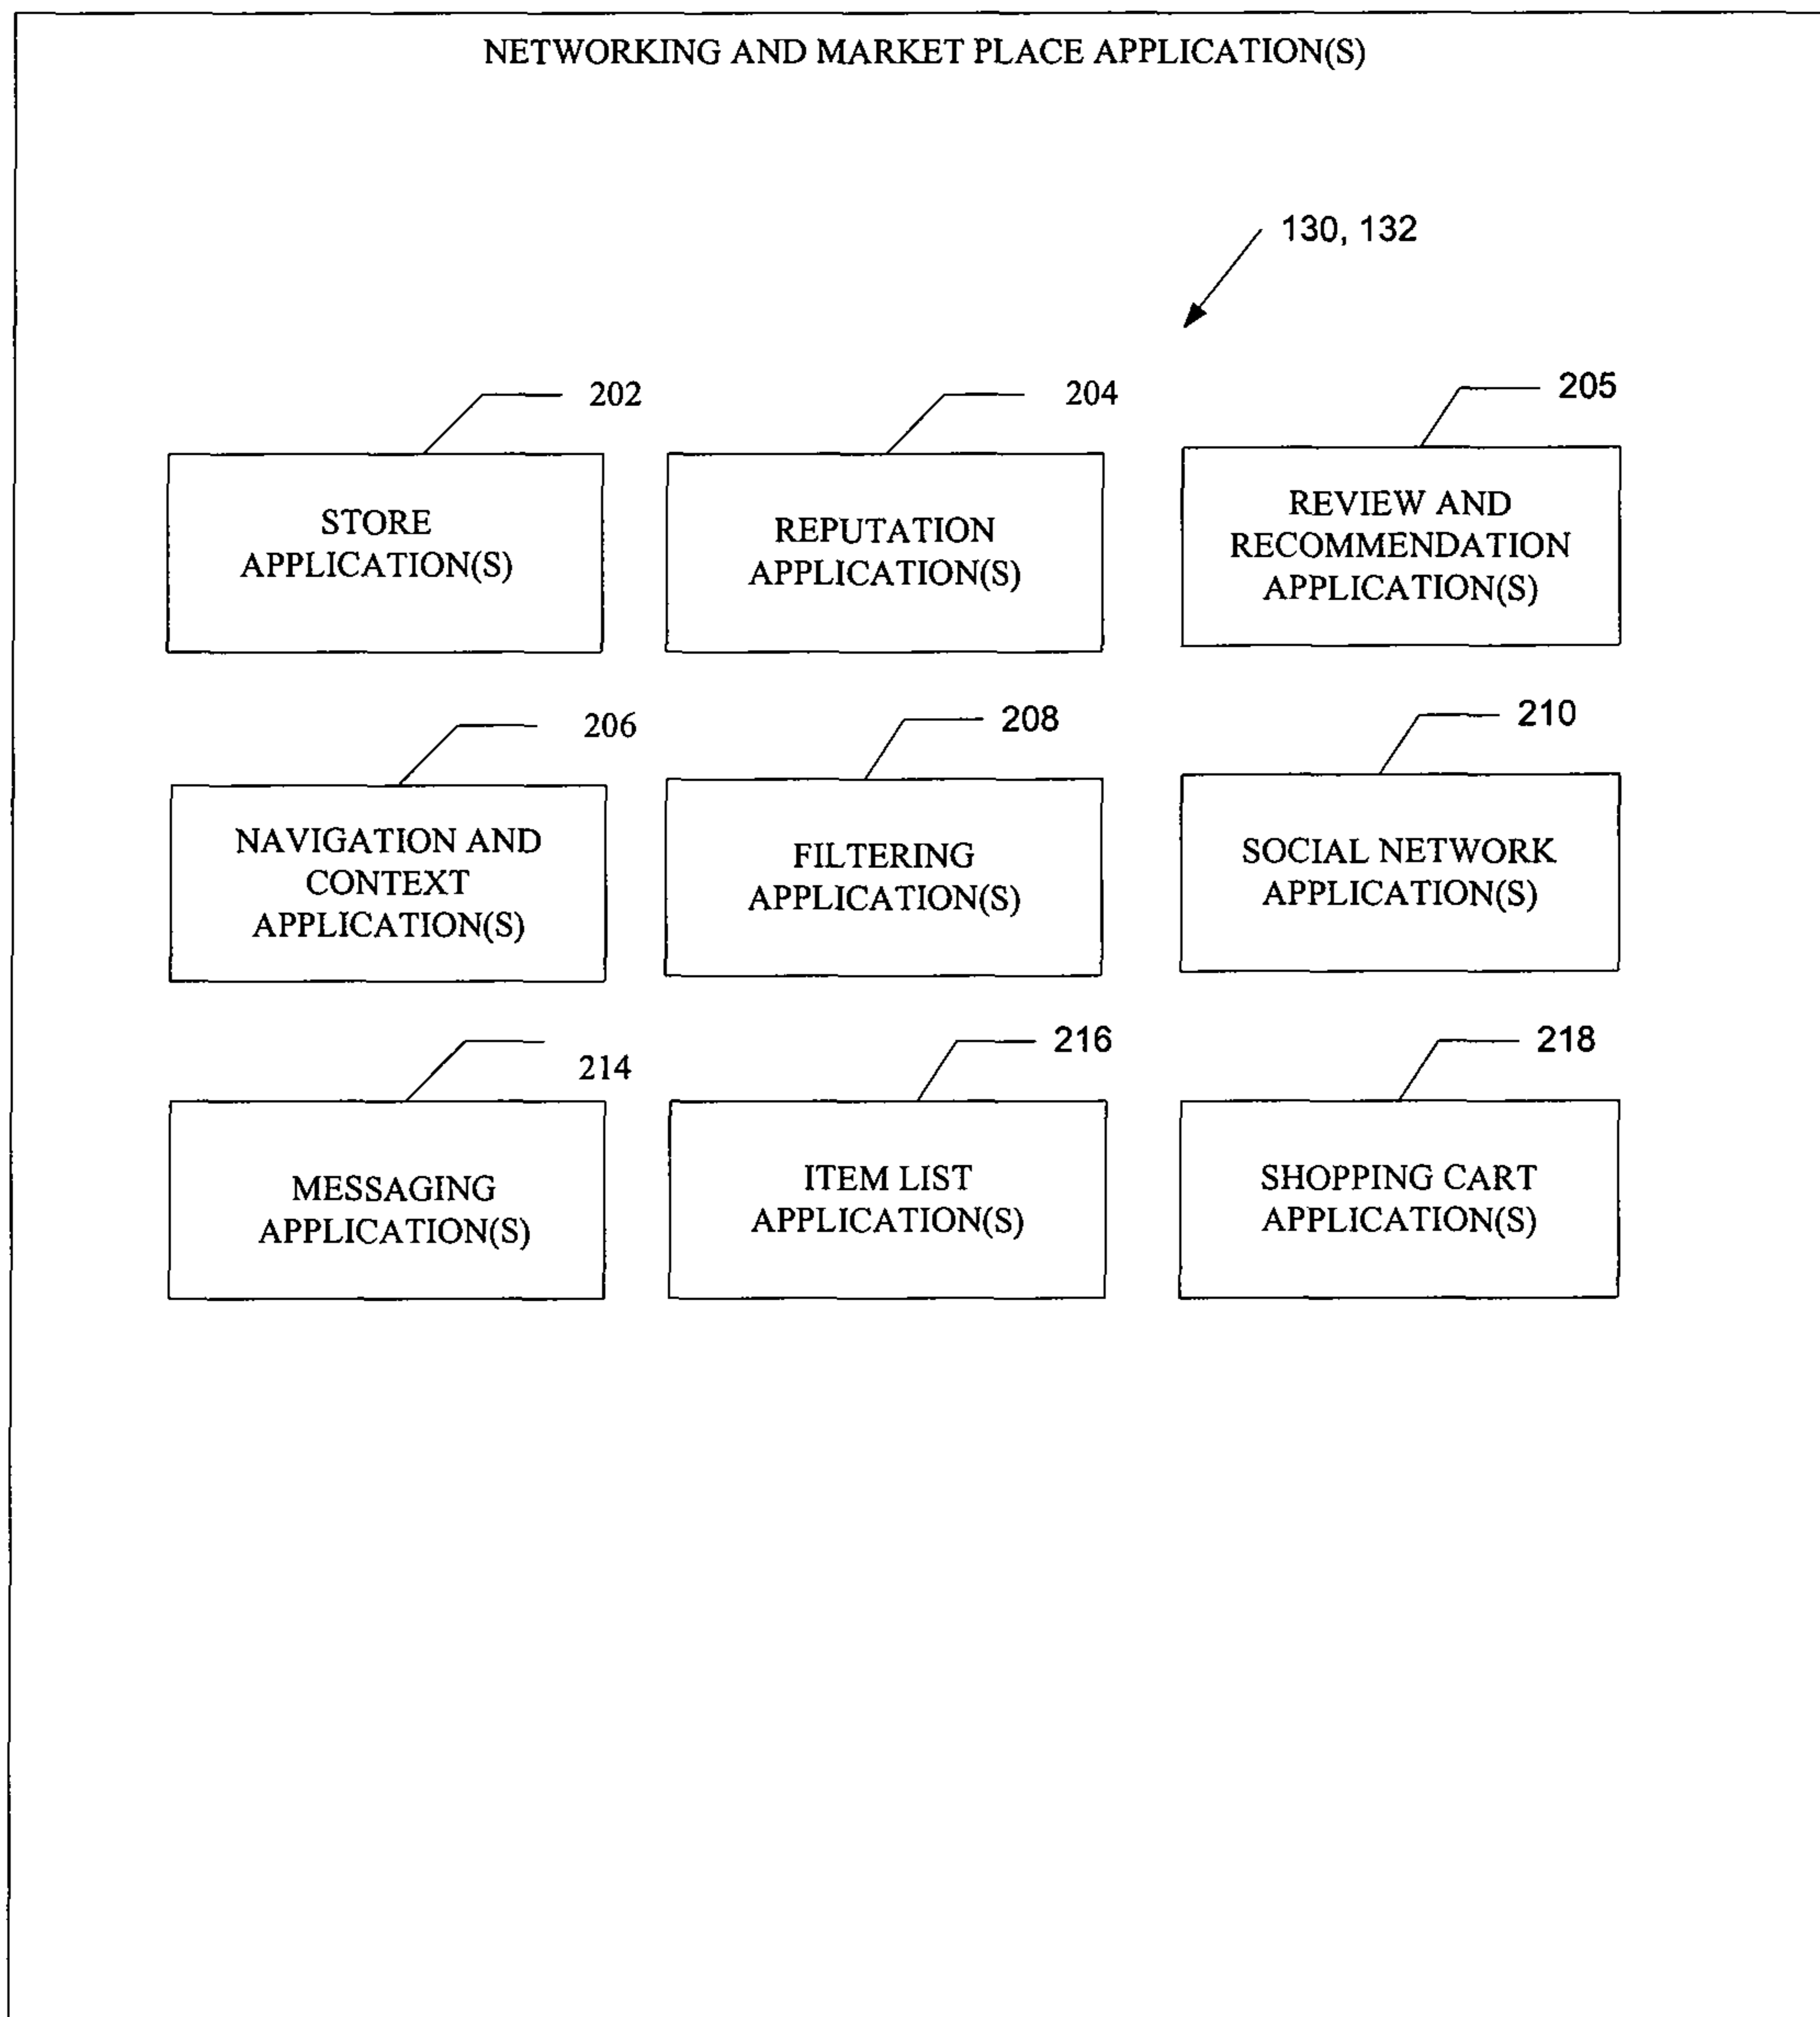 NETWORKING AND MARKET PLACE APPLICATION(S)
130, 132
202
STORE
APPLICATION(S)
204
REPUTATION
APPLICATION(S)
205
REVIEW AND
RECOMMENDATION
APPLICATION(S)
206
NAVIGATION AND
CONTEXT
APPLICATION(S)
208
FILTERING
APPLICATION(S)
210
SOCIAL NETWORK
APPLICATION(S)
214
MESSAGING
APPLICATION(S)
216
ITEM LIST
APPLICATION(S)
218
SHOPPING CART
APPLICATION(S)